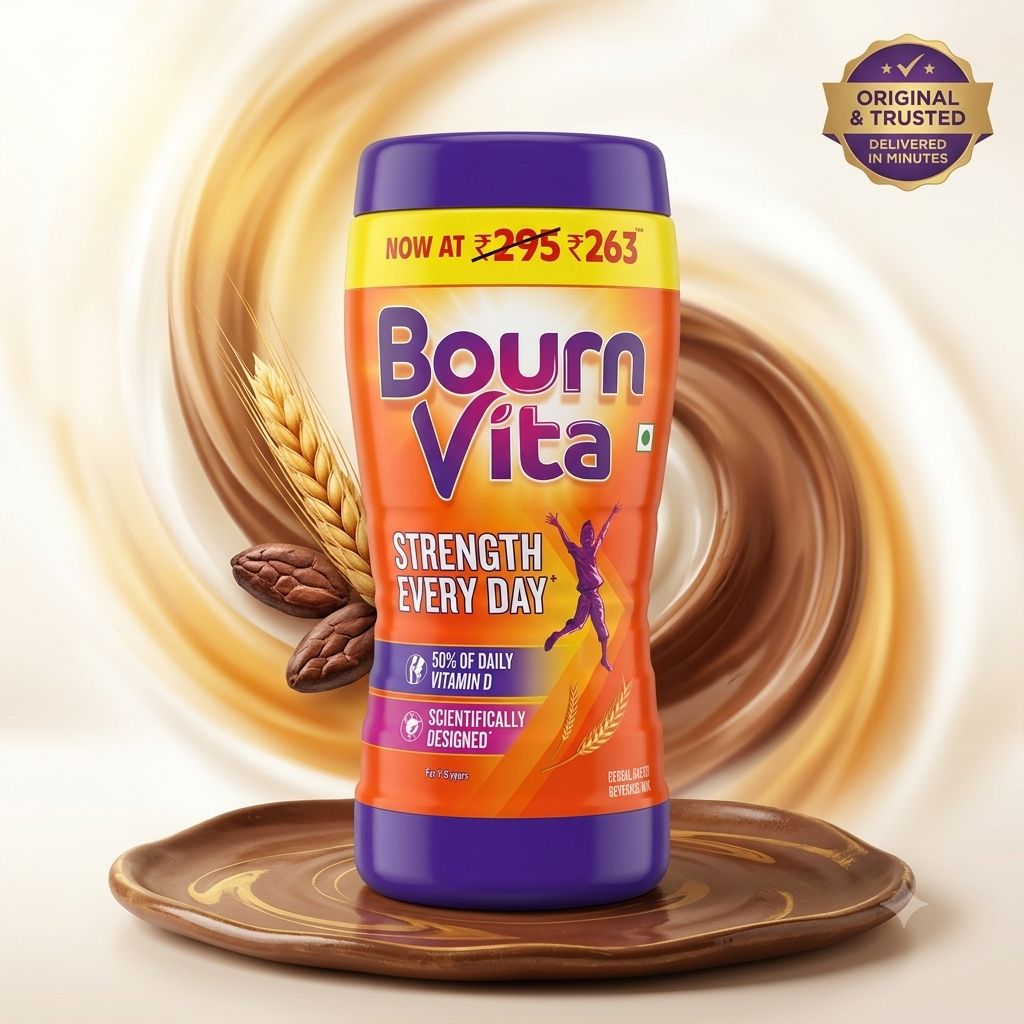 ORIGINAL
& TRUSTED
DELIVERED
IN MINUTES
NOW AT ₹295 ₹263
Bourn
Vita
STRENGTH
EVERY DAY+
50% OF DAILY
VITAMIN D
SCIENTIFICALLY
DESIGNED*
years